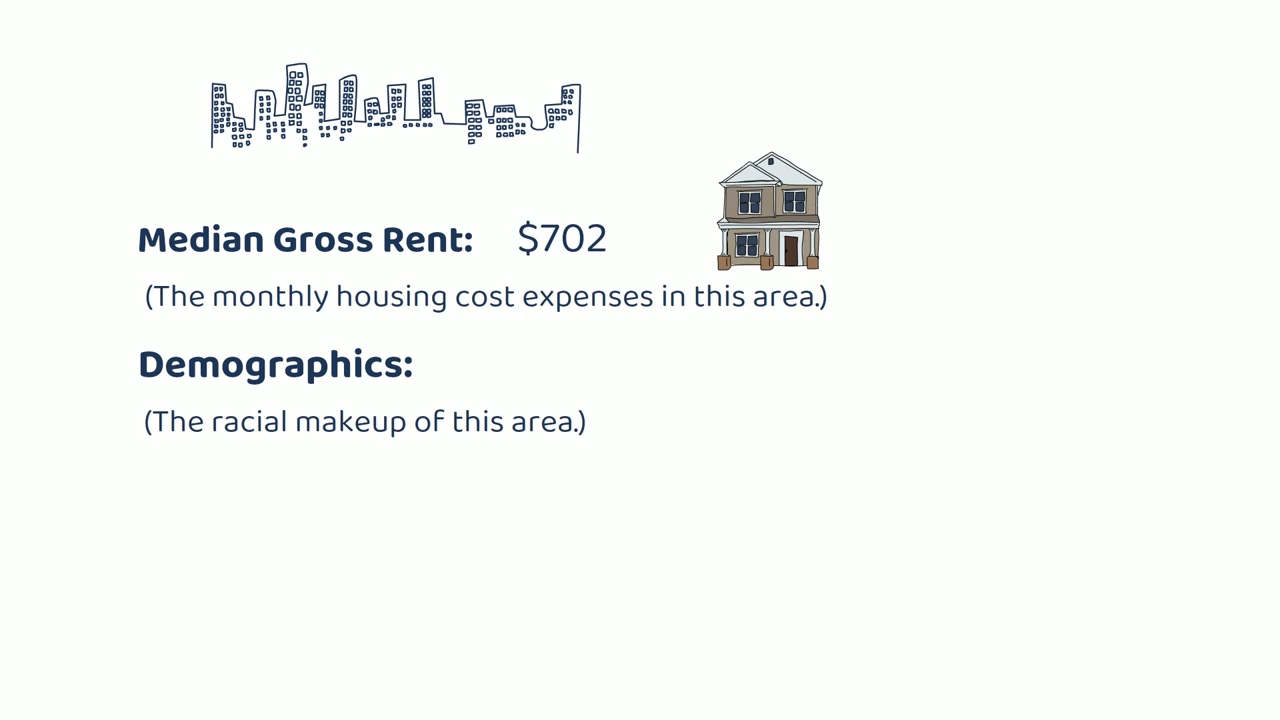 Median Gross Rent: $702
(The monthly housing cost expenses in this area.)
Demographics:
(The racial makeup of this area.)